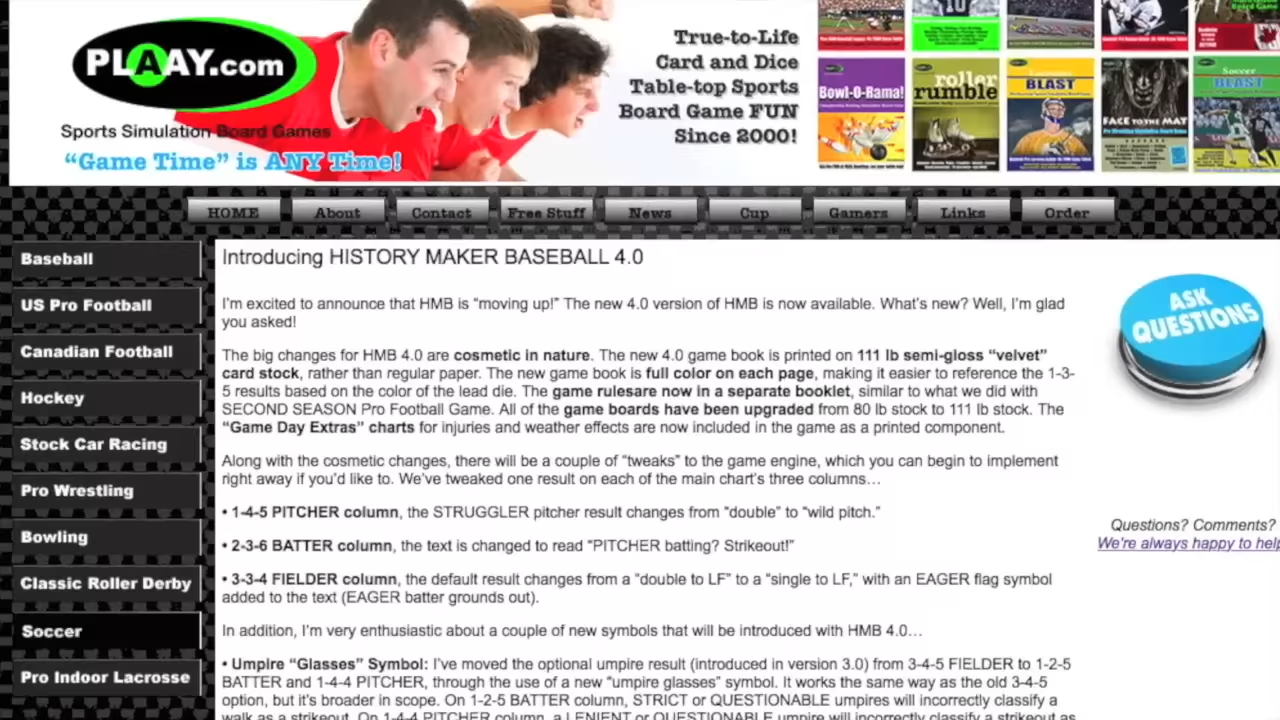 PLAAY.com
Sports Simulation Board Games
“Game Time” is ANY Time!
True-to-Life
Card and Dice
Table-top Sports
Board Game FUN
Since 2000!
Bowl-O-Rama!
roller
rumble
BLAST
FACE TO THE MAT
Soccer
BLAST
HOME
About
Contact
Free Stuff
News
Cup
Gamers
Links
Order
Baseball
US Pro Football
Canadian Football
Hockey
Stock Car Racing
Pro Wrestling
Bowling
Classic Roller Derby
Soccer
Pro Indoor Lacrosse
Introducing HISTORY MAKER BASEBALL 4.0
I’m excited to announce that HMB is “moving up!” The new 4.0 version of HMB is now available. What’s new? Well, I’m glad
you asked!
The big changes for HMB 4.0 are cosmetic in nature. The new 4.0 game book is printed on 111 lb semi-gloss “velvet”
card stock, rather than regular paper. The new game book is full color on each page, making it easier to reference the 1-3-
5 results based on the color of the lead die. The game rulesare now in a separate booklet, similar to what we did with
SECOND SEASON Pro Football Game. All of the game boards have been upgraded from 80 lb stock to 111 lb stock. The
“Game Day Extras” charts for injuries and weather effects are now included in the game as a printed component.
Along with the cosmetic changes, there will be a couple of “tweaks” to the game engine, which you can begin to implement
right away if you’d like to. We’ve tweaked one result on each of the main chart’s three columns…
• 1-4-5 PITCHER column, the STRUGGLER pitcher result changes from “double” to “wild pitch.”
• 2-3-6 BATTER column, the text is changed to read “PITCHER batting? Strikeout!”
• 3-3-4 FIELDER column, the default result changes from a “double to LF” to a “single to LF,” with an EAGER flag symbol
added to the text (EAGER batter grounds out).
In addition, I’m very enthusiastic about a couple of new symbols that will be introduced with HMB 4.0…
• Umpire “Glasses” Symbol: I’ve moved the optional umpire result (introduced in version 3.0) from 3-4-5 FIELDER to 1-2-5
BATTER and 1-4-4 PITCHER, through the use of a new “umpire glasses” symbol. It works the same way as the old 3-4-5
option, but it’s broader in scope. On 1-2-5 BATTER column, STRICT or QUESTIONABLE umpires will incorrectly classify a
walk as a strikeout. On 1-4-4 PITCHER column, a LENIENT or QUESTIONABLE umpire will incorrectly classify a strikeout as
ASK
QUESTIONS
Questions? Comments?
We're always happy to help